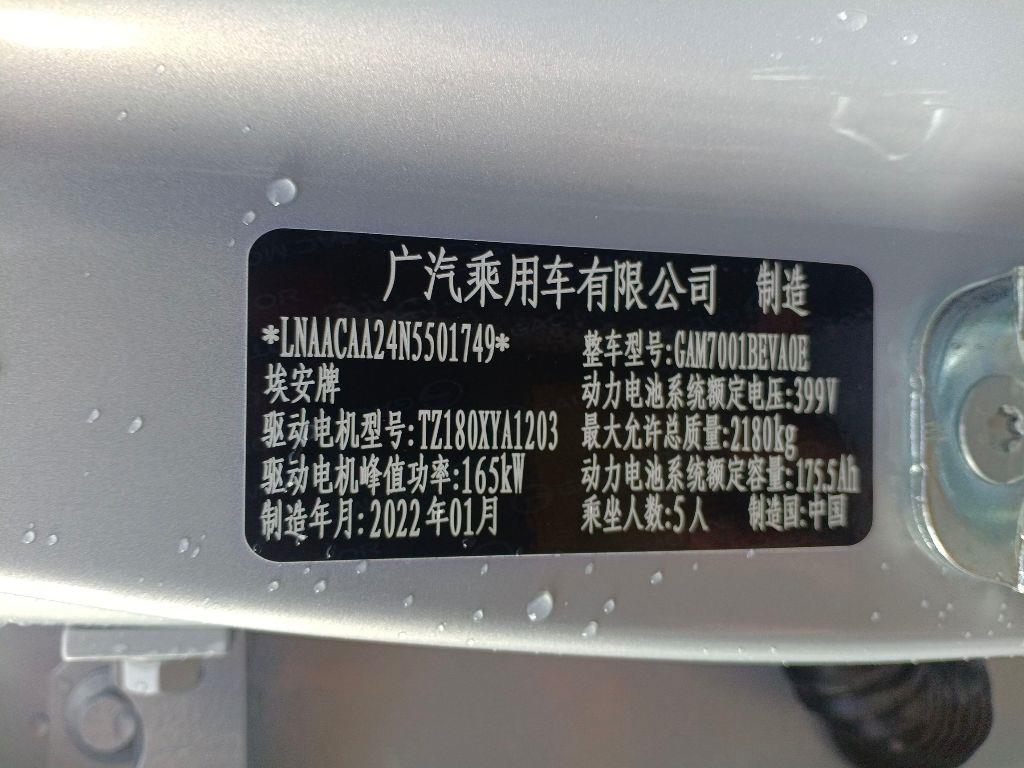 广汽乘用车有限公司 制造
*LNAACAA24N5501749*
整车型号:GAM7001BEVA0E
埃安牌
动力电池系统额定电压:399V
驱动电机型号:TZ180XYA1203
最大允许总质量:2180kg
驱动电机峰值功率:165kW
动力电池系统额定容量:175.5Ah
制造年月:2022年01月
乘坐人数:5人 制造国:中国